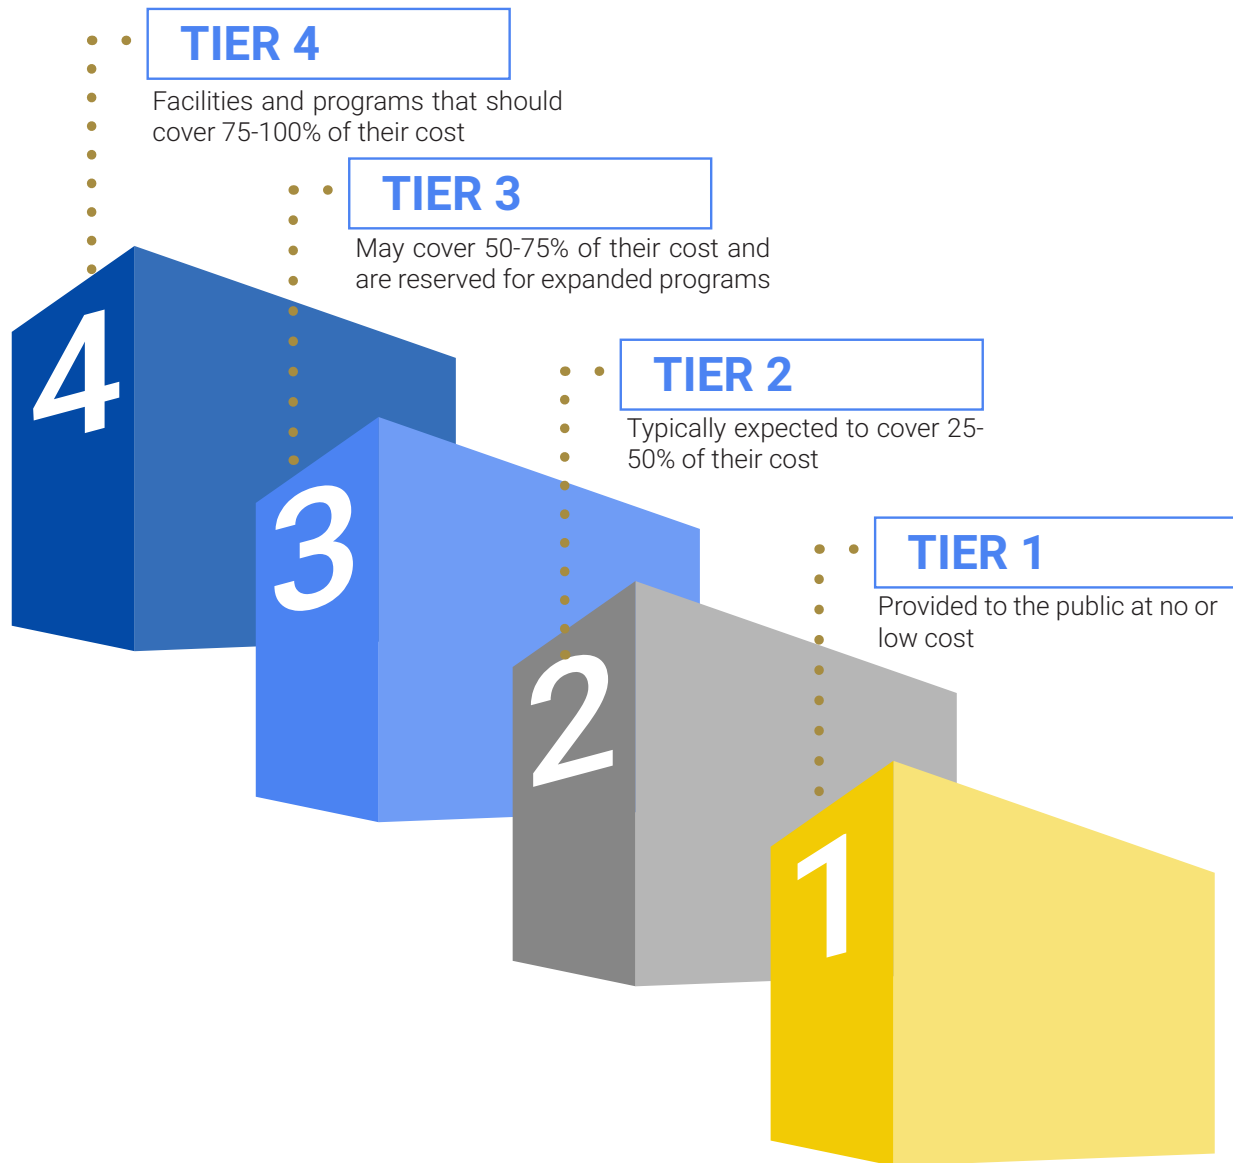 TIER 4
Facilities and programs that should
cover 75-100% of their cost
TIER 3
May cover 50-75% of their cost and
are reserved for expanded programs
4
TIER 2
Typically expected to cover 25-
50% of their cost
3
TIER 1
Provided to the public at no or
low cost
2
1